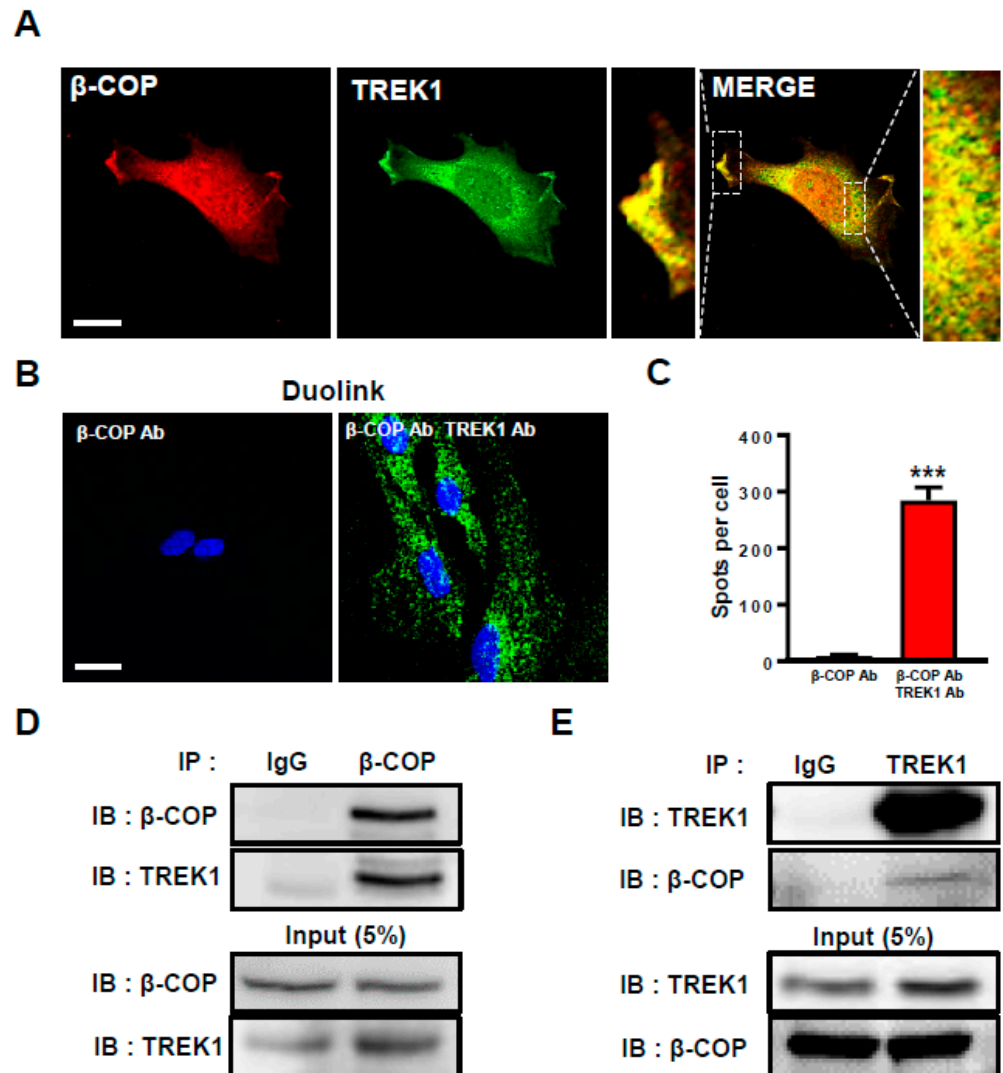 A
β-COP
TREK1
MERGE
B
Duolink
β-COP Ab
β-COP Ab TREK1 Ab
C
Spots per cell
400
300
200
100
0
***
β-COP Ab
β-COP Ab
TREK1 Ab
D
IP : IgG β-COP
IB : β-COP
IB : TREK1
Input (5%)
IB : β-COP
IB : TREK1
E
IP : IgG TREK1
IB : TREK1
IB : β-COP
Input (5%)
IB : TREK1
IB : β-COP